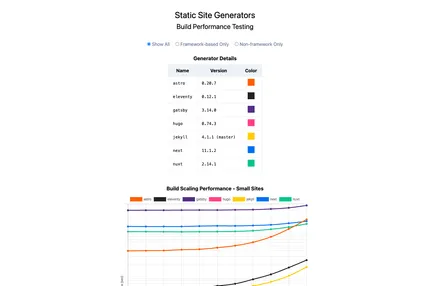 Static Site Generators
Build Performance Testing
Show All Framework-based Only Non-framework Only
Generator Details
Name Version Color
astro 0.20.7
eleventy 0.12.1
gatsby 3.14.0
hugo 0.74.3
jekyll 4.1.1 (master)
next 11.1.2
nuxt 2.14.1
Build Scaling Performance - Small Sites
astro eleventy gatsby hugo jekyll next nuxt